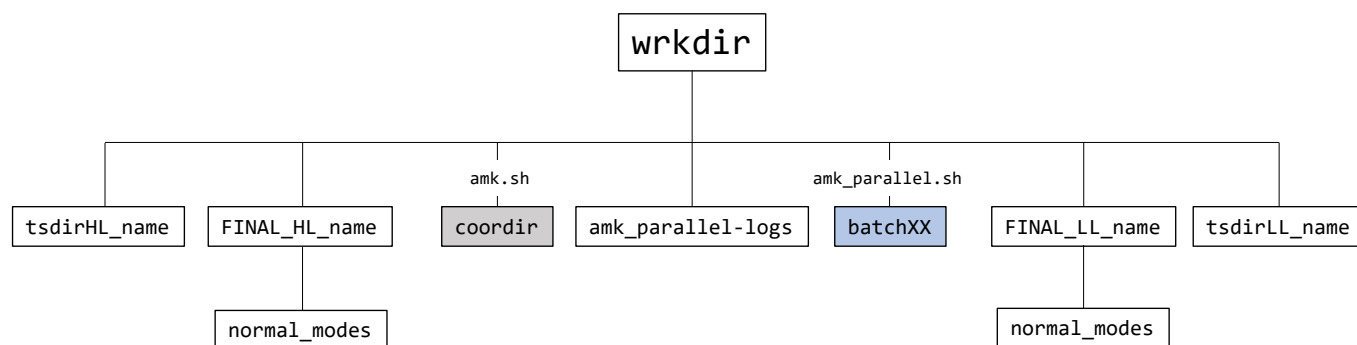 wrkdir
amk.sh
amk_parallel.sh
tsdirHL_name
FINAL_HL_name
coordir
amk_parallel-logs
batchXX
FINAL_LL_name
tsdirLL_name
normal_modes
normal_modes